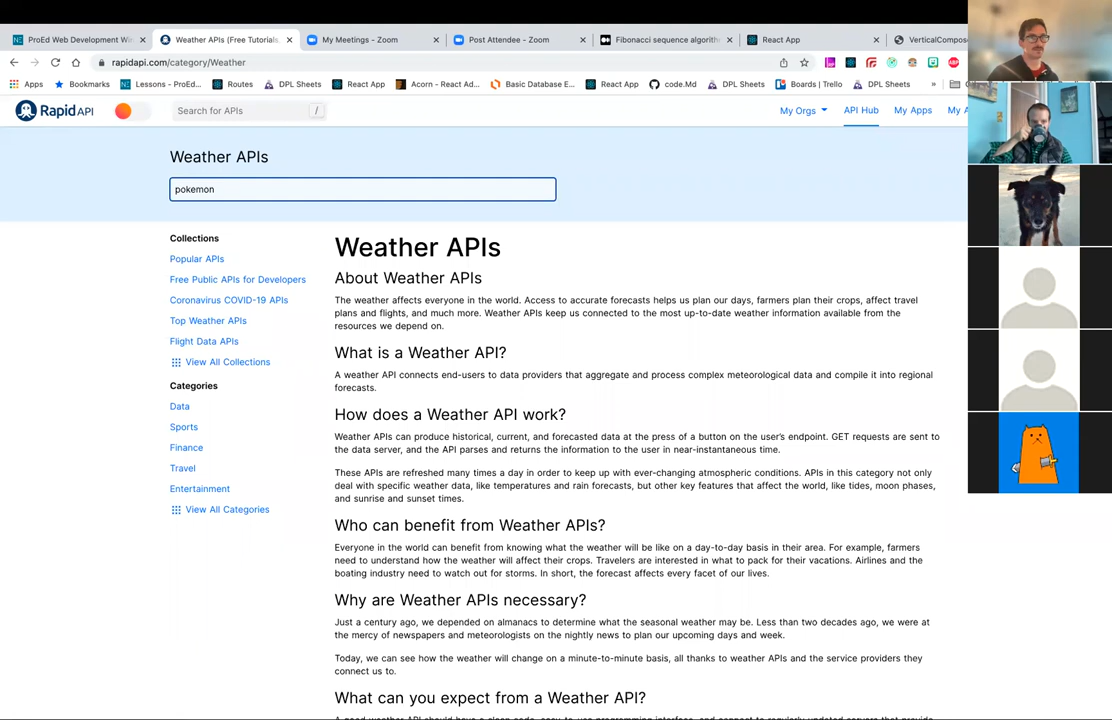 ProEd Web Development Wi
Weather APIs (Free Tutorials
My Meetings - Zoom
Post Attendee - Zoom
Fibonacci sequence algorith
React App
VerticalCompos
rapidapi.com/category/Weather
Apps
Bookmarks
Lessons - ProEd...
Routes
DPL Sheets
React App
Acorn - React Ad...
Basic Database E...
React App
code.Md
DPL Sheets
Boards | Trello
DPL Sheets
»
Rapid API
Search for APIs
/
My Orgs
API Hub
My Apps
My A
Weather APIs
pokemon
Collections
Popular APIs
Free Public APIs for Developers
Coronavirus COVID-19 APIs
Top Weather APIs
Flight Data APIs
View All Collections
Categories
Data
Sports
Finance
Travel
Entertainment
View All Categories
Weather APIs
About Weather APIs
The weather affects everyone in the world. Access to accurate forecasts helps us plan our days, farmers plan their crops, affect travel
plans and flights, and much more. Weather APIs keep us connected to the most up-to-date weather information available from the
resources we depend on.
What is a Weather API?
A weather API connects end-users to data providers that aggregate and process complex meteorological data and compile it into regional
forecasts.
How does a Weather API work?
Weather APIs can produce historical, current, and forecasted data at the press of a button on the user's endpoint. GET requests are sent to
the data server, and the API parses and returns the information to the user in near-instantaneous time.
These APIs are refreshed many times a day in order to keep up with ever-changing atmospheric conditions. APIs in this category not only
deal with specific weather data, like temperatures and rain forecasts, but other key features that affect the world, like tides, moon phases,
and sunrise and sunset times.
Who can benefit from Weather APIs?
Everyone in the world can benefit from knowing what the weather will be like on a day-to-day basis in their area. For example, farmers
need to understand how the weather will affect their crops. Travelers are interested in what to pack for their vacations. Airlines and the
boating industry need to watch out for storms. In short, the forecast affects every facet of our lives.
Why are Weather APIs necessary?
Just a century ago, we depended on almanacs to determine what the seasonal weather may be. Less than two decades ago, we were at
the mercy of newspapers and meteorologists on the nightly news to plan our upcoming days and week.
Today, we can see how the weather will change on a minute-to-minute basis, all thanks to weather APIs and the service providers they
connect us to.
What can you expect from a Weather API?